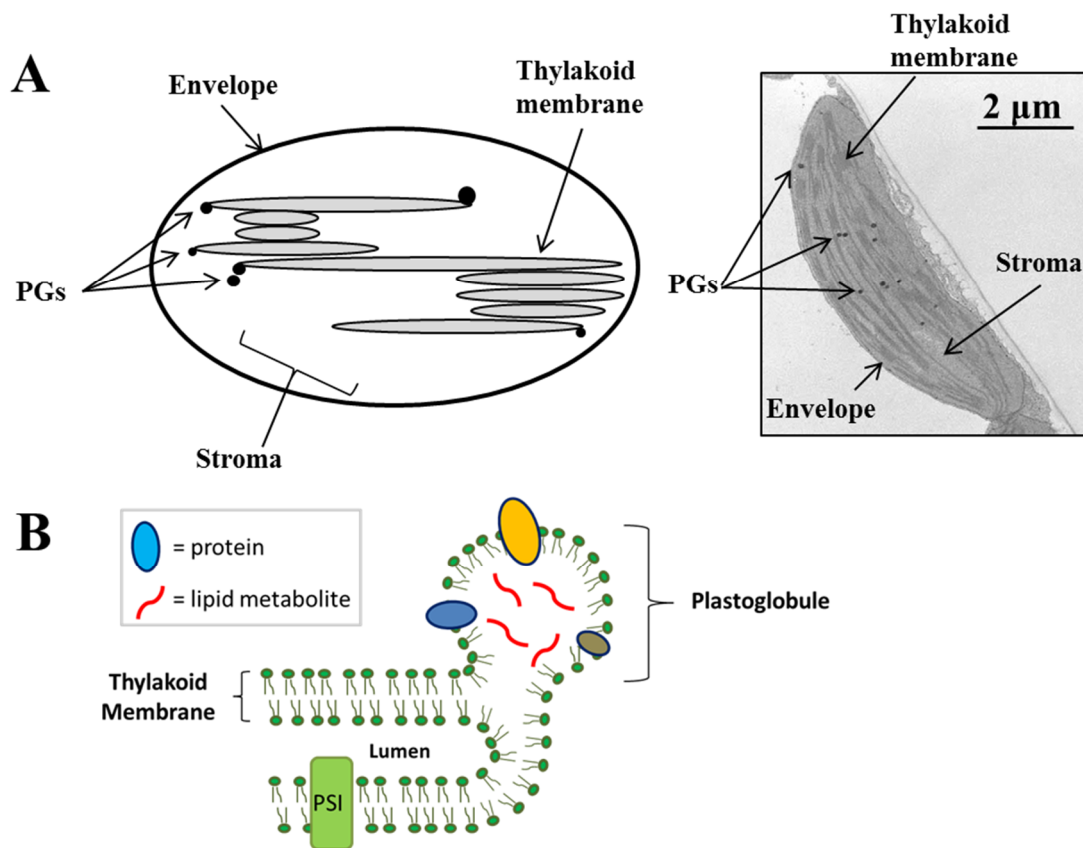 A
Envelope
Thylakoid
membrane
PGs
Stroma
Thylakoid
membrane
2 µm
PGs
Stroma
Envelope
B
= protein
= lipid metabolite
Plastoglobule
Thylakoid
Membrane
Lumen
PSI